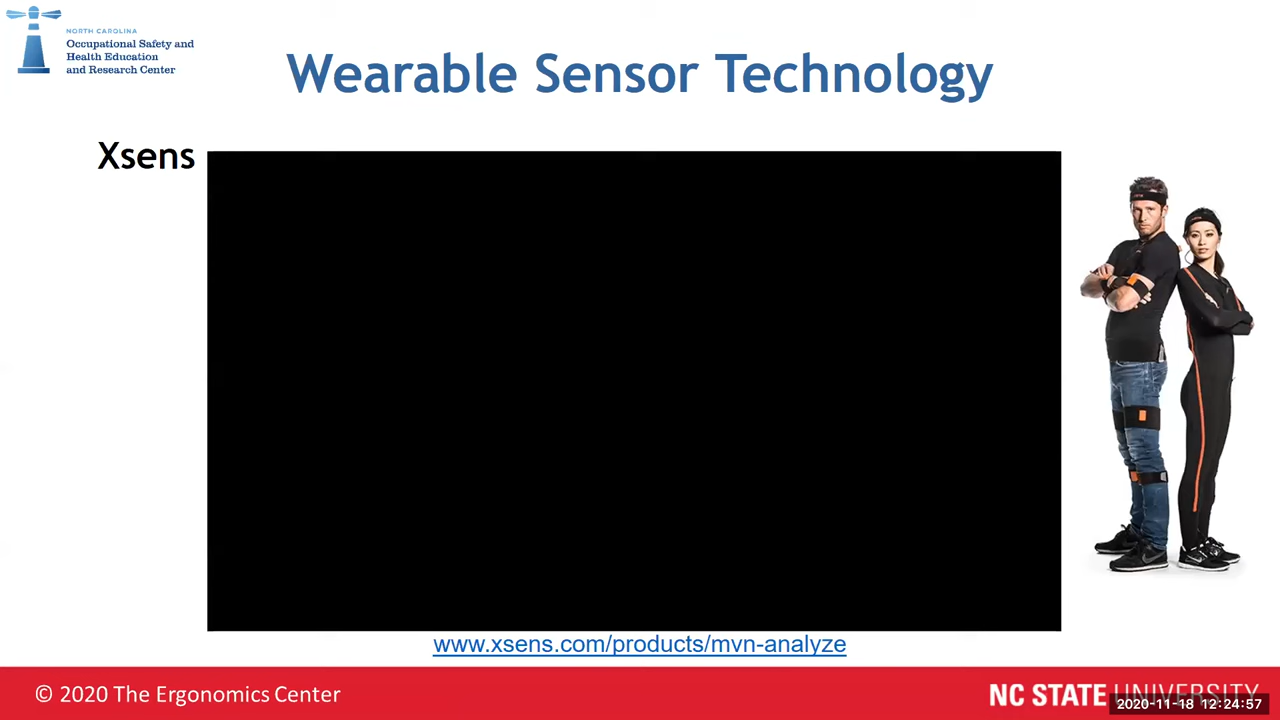 NORTH CAROLINA
Occupational Safety and
Health Education
and Research Center
Wearable Sensor Technology
Xsens
www.xsens.com/products/mvn-analyze
© 2020 The Ergonomics Center
NC STATE UNIVERSITY
2020-11-18 12:24:57